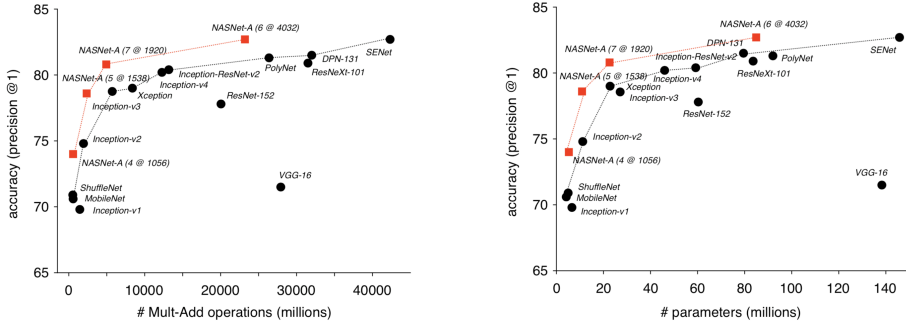 85
80
75
70
65
accuracy (precision @1)
NASNet-A (6 @ 4032)
NASNet-A (7 @ 1920)
NASNet-A (5 @ 1538)
Inception-v3
Xception
Inception-v4
Inception-ResNet-v2
PolyNet
DPN-131
ResNeXt-101
SENet
ResNet-152
Inception-v2
NASNet-A (4 @ 1056)
VGG-16
ShuffleNet
MobileNet
Inception-v1
0 10000 20000 30000 40000
# Mult-Add operations (millions)
85
80
75
70
65
accuracy (precision @1)
NASNet-A (6 @ 4032)
NASNet-A (7 @ 1920)
DPN-131
SENet
Inception-ResNet-v2
PolyNet
ResNeXt-101
NASNet-A (5 @ 1538)
Inception-v4
Xception
Inception-v3
ResNet-152
Inception-v2
NASNet-A (4 @ 1056)
VGG-16
ShuffleNet
MobileNet
Inception-v1
0 20 40 60 80 100 120 140
# parameters (millions)